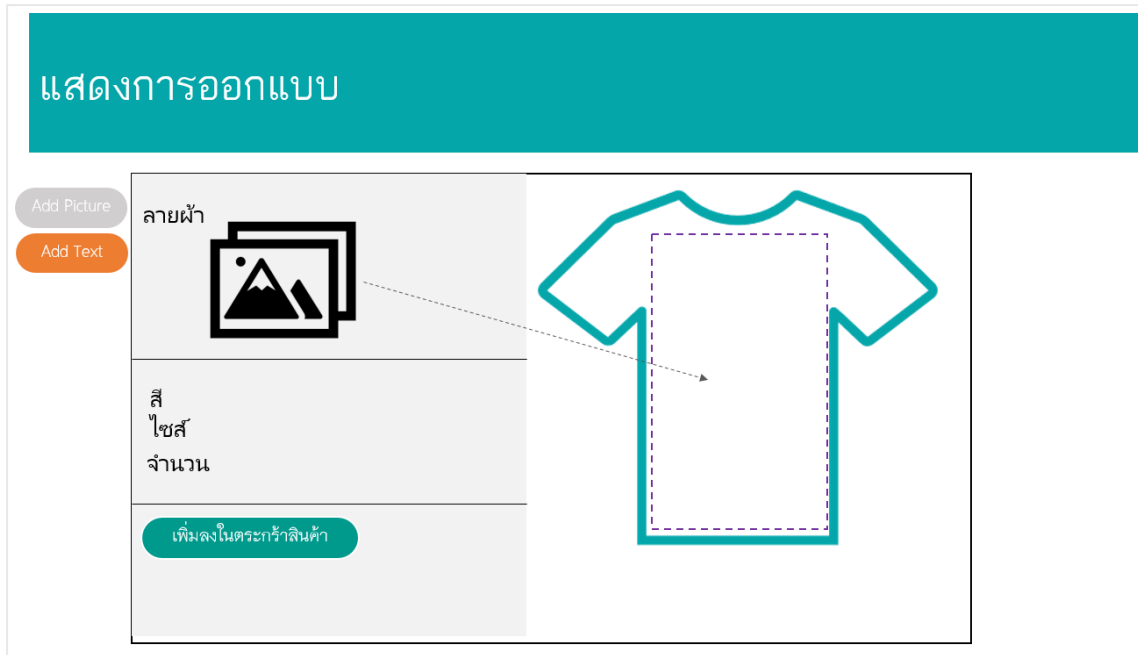 แสดงการออกแบบ
Add Picture
Add Text
ลายผ้า
สี
ไซส์
จำนวน
เพิ่มลงในตระกร้าสินค้า